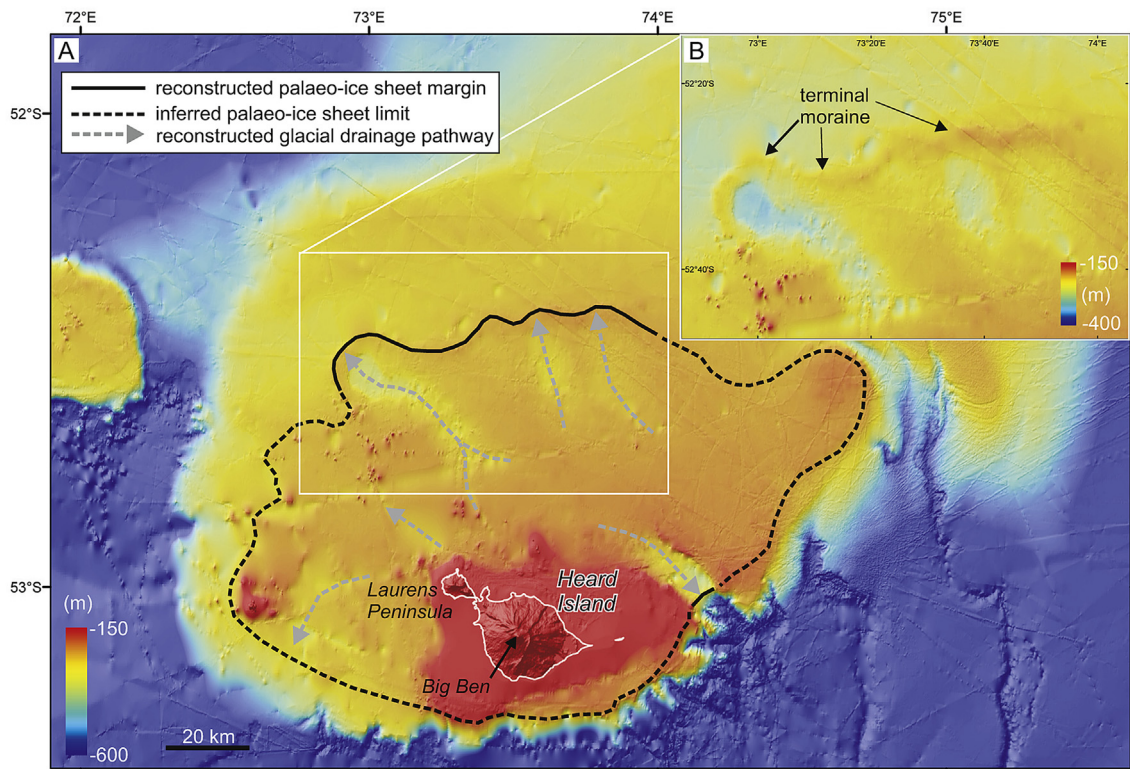 72°E
73°E
74°E
75°E
A
reconstructed palaeo-ice sheet margin
inferred palaeo-ice sheet limit
reconstructed glacial drainage pathway
B
73°E
73°20'E
73°40'E
74°E
52°20'S
52°40'S
terminal
moraine
-150
(m)
-400
52°S
53°S
Laurens
Peninsula
Heard
Island
Big Ben
(m)
-150
-600
20 km